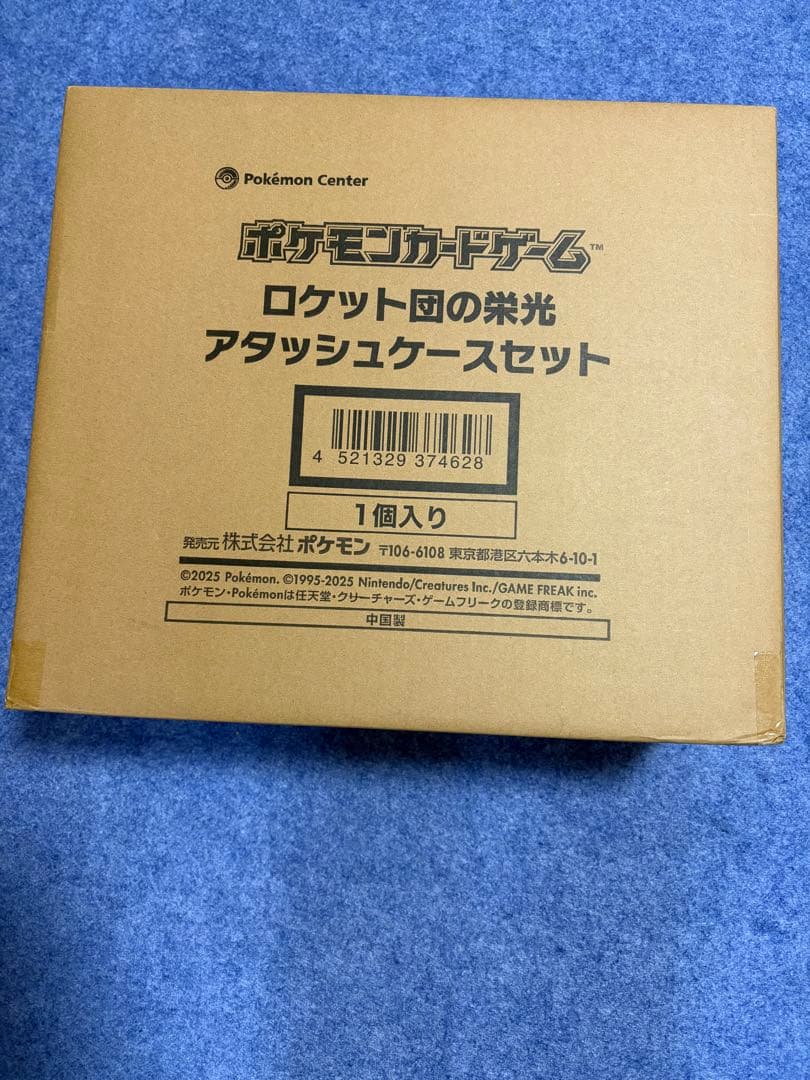 Pokémon Center
ポケモンカードゲーム™
ロケット団の栄光
アタッシュケースセット
4 521329 374628
1個入り
発売元 株式会社 ポケモン 〒106-6108 東京都港区六本木6-10-1
©2025 Pokémon. ©1995-2025 Nintendo/Creatures Inc./GAME FREAK inc.
ポケモン・Pokémonは任天堂・クリーチャーズ・ゲームフリークの登録商標です。
中国製